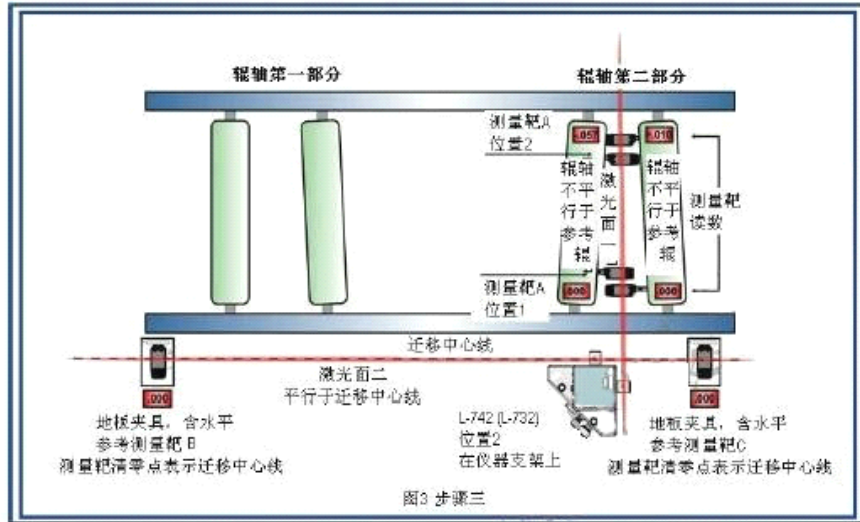 辊轴第一部分
辊轴第二部分
测量靶A
位置2
.057
.010
辊轴不平行于参考辊
激光面一
辊轴不平行于参考辊
测量靶
读数
测量靶A
位置1
.000
.000
迁移中心线
激光面二
平行于迁移中心线
.000
地板夹具，含水平
参考测量靶B
测量靶清零点表示迁移中心线
L-742 (L-732)
位置2
在仪器支架上
.000
地板夹具，含水平
参考测量靶C
测量靶清零点表示迁移中心线
图3 步骤三